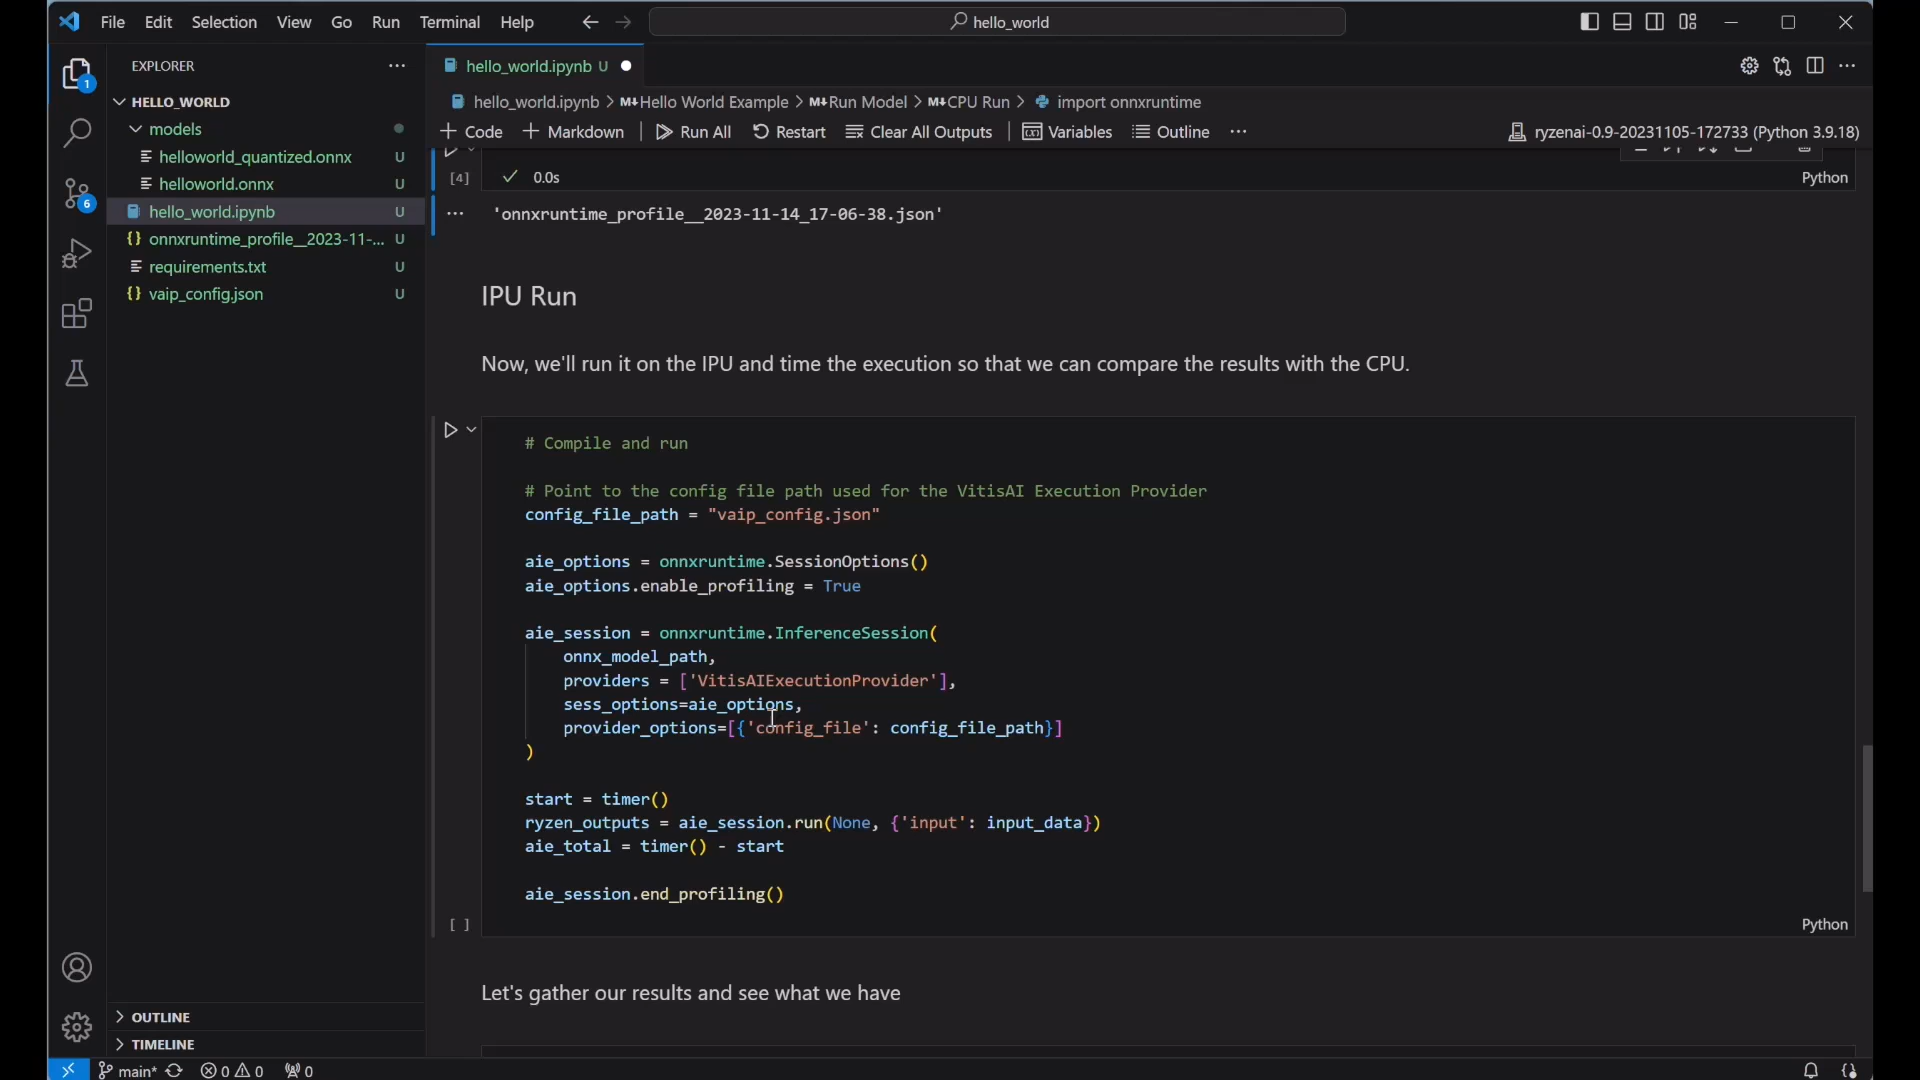 File Edit Selection View Go Run Terminal Help hello_world
EXPLORER
hello_world.ipynb U
HELLO_WORLD
hello_world.ipynb > M↓Hello World Example > M↓Run Model > M↓CPU Run > import onnxruntime
models
+ Code + Markdown | Run All Restart Clear All Outputs | Variables Outline ... ryzenai-0.9-20231105-172733 (Python 3.9.18)
helloworld_quantized.onnx U
helloworld.onnx U
hello_world.ipynb U
onnxruntime_profile__2023-11-... U
requirements.txt U
vaip_config.json U
[4] ✓ 0.0s Python
'onnxruntime_profile__2023-11-14_17-06-38.json'
IPU Run
Now, we'll run it on the IPU and time the execution so that we can compare the results with the CPU.
# Compile and run
# Point to the config file path used for the VitisAI Execution Provider
config_file_path = "vaip_config.json"
aie_options = onnxruntime.SessionOptions()
aie_options.enable_profiling = True
aie_session = onnxruntime.InferenceSession(
onnx_model_path,
providers = ['VitisAIExecutionProvider'],
sess_options=aie_options,
provider_options=[{'config_file': config_file_path}]
)
start = timer()
ryzen_outputs = aie_session.run(None, {'input': input_data})
aie_total = timer() - start
aie_session.end_profiling()
[ ] Python
Let's gather our results and see what we have
1
6
OUTLINE
TIMELINE
main* 0 0 0